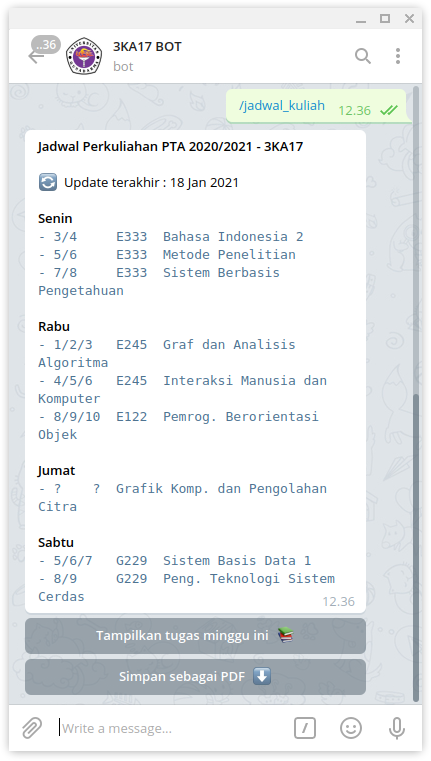 ..36
3KA17 BOT
bot
/jadwal_kuliah
12.36
Jadwal Perkuliahan PTA 2020/2021 - 3KA17
Update terakhir : 18 Jan 2021
Senin
- 3/4     E333  Bahasa Indonesia 2
- 5/6     E333  Metode Penelitian
- 7/8     E333  Sistem Berbasis
Pengetahuan
Rabu
- 1/2/3   E245  Graf dan Analisis
Algoritma
- 4/5/6   E245  Interaksi Manusia dan
Komputer
- 8/9/10  E122  Pemrog. Berorientasi
Objek
Jumat
- ?    ?  Grafik Komp. dan Pengolahan
Citra
Sabtu
- 5/6/7   G229  Sistem Basis Data 1
- 8/9     G229  Peng. Teknologi Sistem
Cerdas
12.36
Tampilkan tugas minggu ini
Simpan sebagai PDF
Write a message...